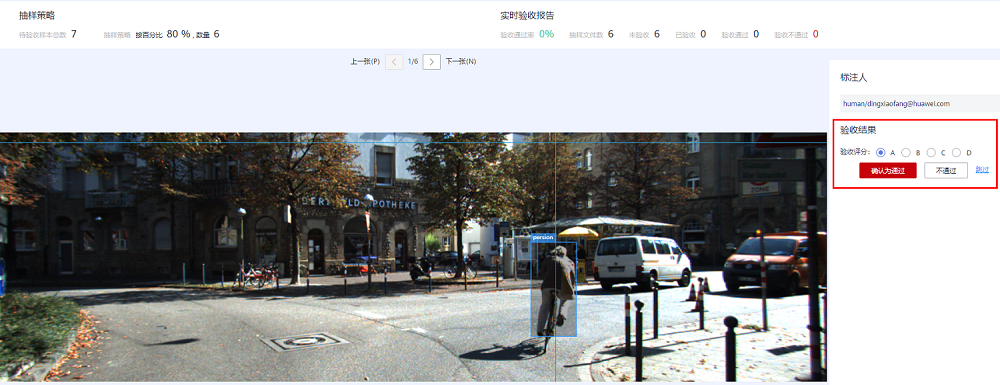 抽样策略
待验收样本总数 7 抽样策略 按百分比 80 % , 数量 6
实时验收报告
验收通过率 0% 抽样文件数 6 未验收 6 已验收 0 验收通过 0 验收不通过 0
上一张(P) 1/6 下一张(N)
标注人
human/dingxiaofang@huawei.com
验收结果
验收评分: A B C D
确认为通过 不通过 跳过
APOTHEKE
persion
ZONE